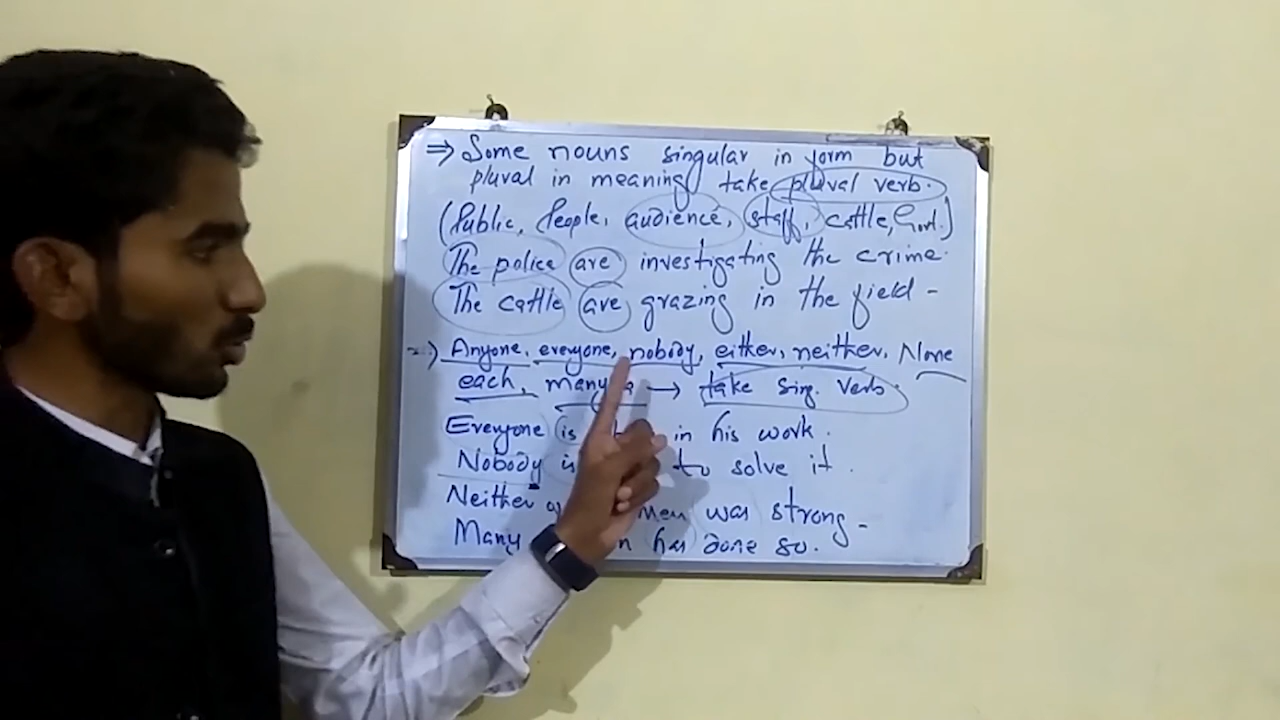 ⇒ Some nouns singular in form but
plural in meaning take plural verb.
(Public, People, audience, staff, cattle, Govt.)
The police are investigating the crime.
The cattle are grazing in the field -
Anyone, everyone, nobody, either, neither, None
each, many a → take sing. verb.
Everyone is in his work.
Nobody is to solve it.
Neither men was strong -
Many has done so.